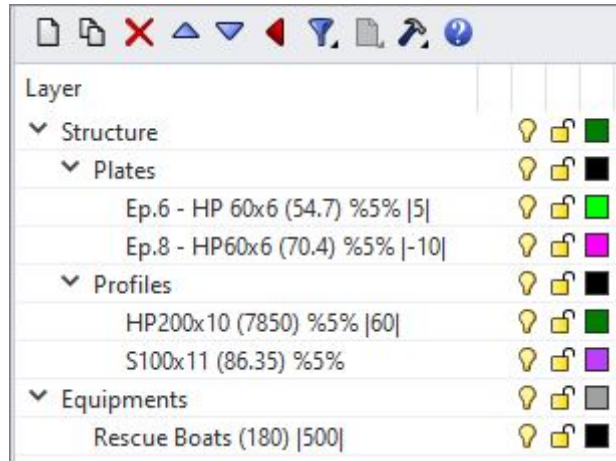 Layer
Structure
Plates
Ep.6 - HP 60x6 (54.7) %5% |5|
Ep.8 - HP60x6 (70.4) %5% |-10|
Profiles
HP200x10 (7850) %5% |60|
S100x11 (86.35) %5%
Equipments
Rescue Boats (180) |500|